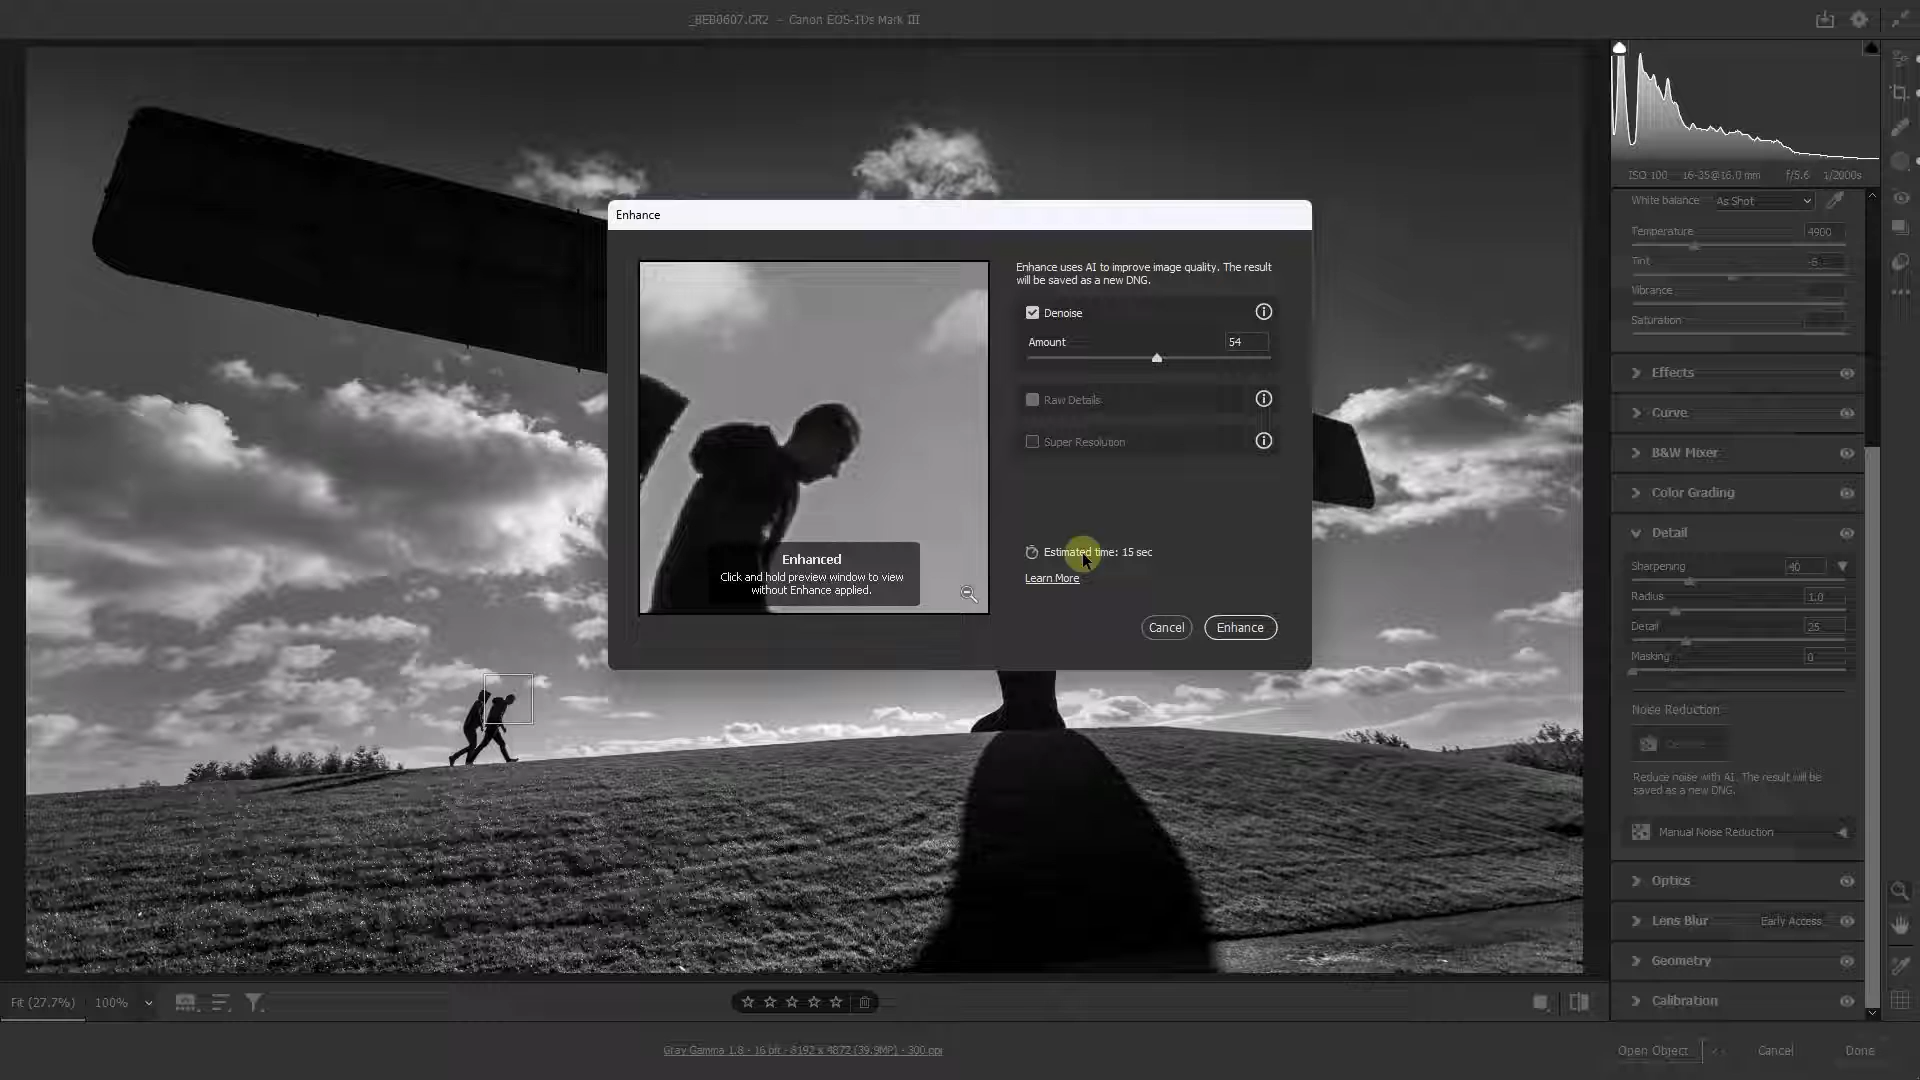 _BEB0607.CR2 - Canon EOS-1Ds Mark III
ISO 100 16-35@16.0 mm f/5.6 1/2000s
White balance As Shot
Temperature 4900
Tint -6
Vibrance
Saturation
Effects
Curve
B&W Mixer
Color Grading
Detail
Sharpening 40
Radius 1.0
Detail 25
Masking 0
Noise Reduction
Reduce noise with AI. The result will be
saved as a new DNG.
Manual Noise Reduction
Optics
Lens Blur Early Access
Geometry
Calibration
Enhance
Enhance uses AI to improve image quality. The result
will be saved as a new DNG.
Denoise
Amount 54
Raw Details
Super Resolution
Estimated time: 15 sec
Learn More
Cancel Enhance
Enhanced
Click and hold preview window to view
without Enhance applied.
Fit (27.7%) 100%
Gray Gamma 1.8 - 16 bit - 8192 x 4872 (39.9MP) - 300 ppi
Open Object Cancel Done